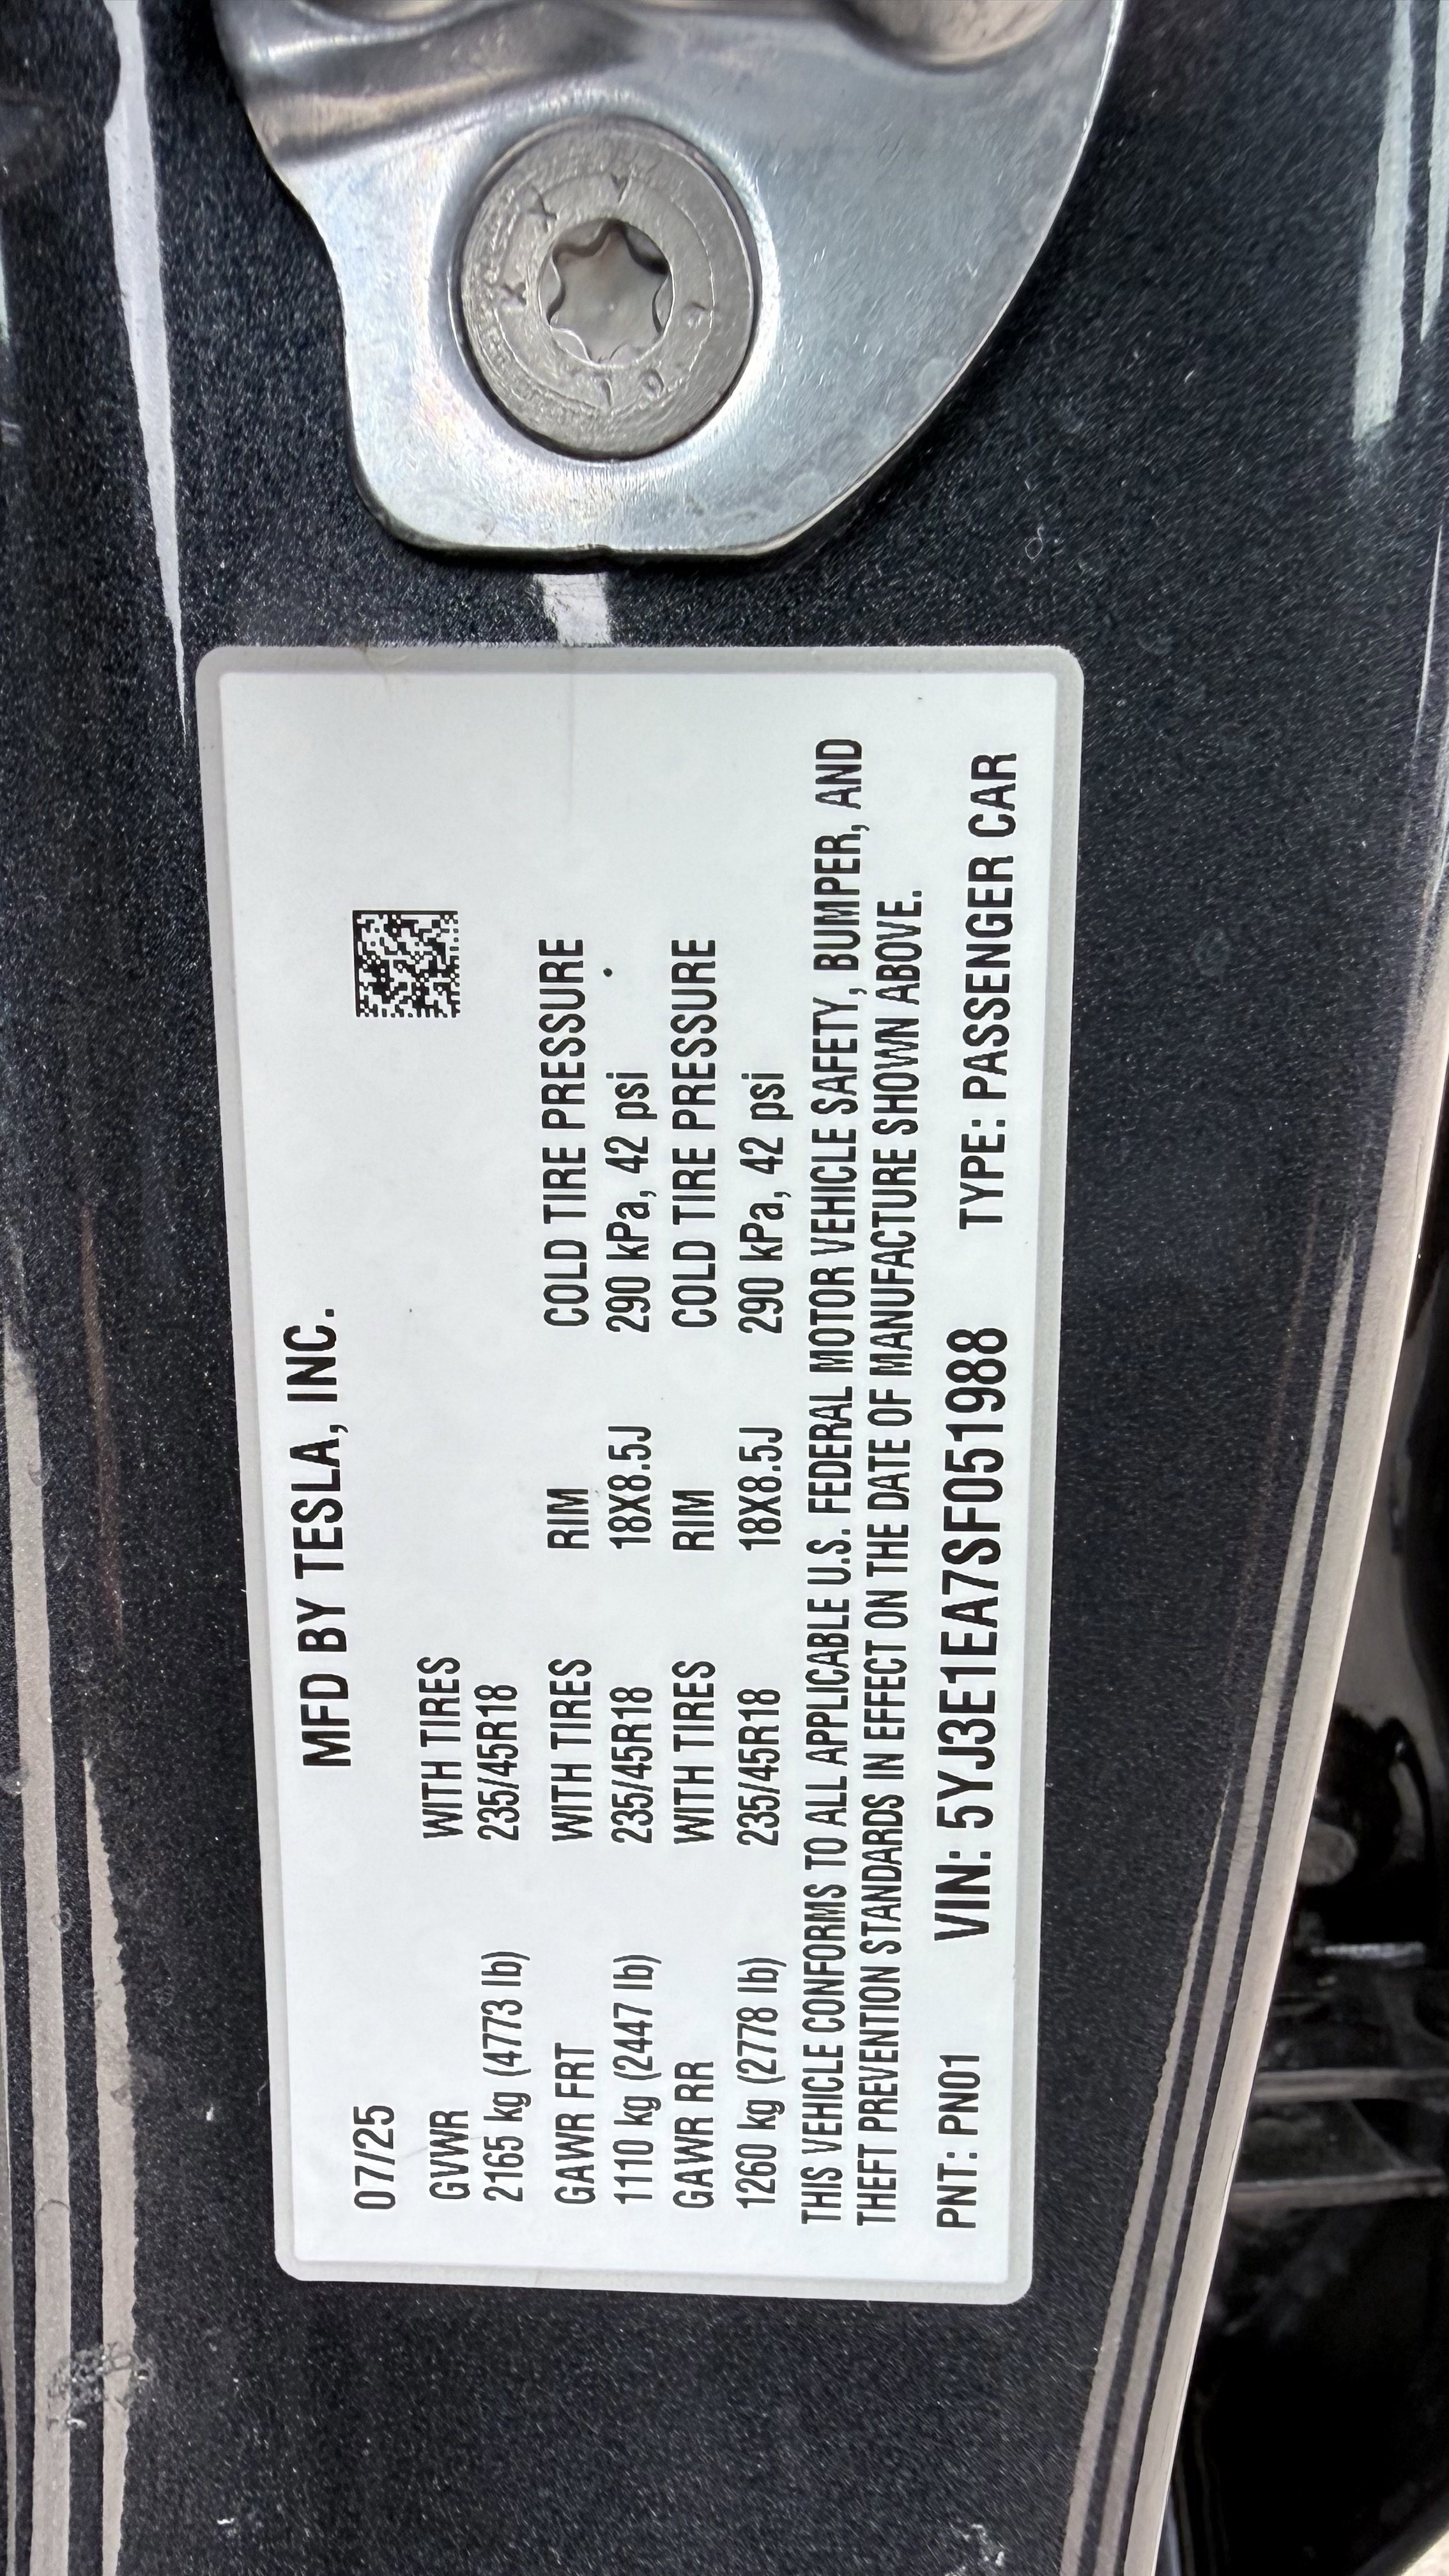 MFD BY TESLA, INC.
07/25
GVWR WITH TIRES
2165 kg (4773 lb) 235/45R18
GAWR FRT WITH TIRES RIM COLD TIRE PRESSURE
1110 kg (2447 lb) 235/45R18 18X8.5J 290 kPa, 42 psi
GAWR RR WITH TIRES RIM COLD TIRE PRESSURE
1260 kg (2778 lb) 235/45R18 18X8.5J 290 kPa, 42 psi
THIS VEHICLE CONFORMS TO ALL APPLICABLE U.S. FEDERAL MOTOR VEHICLE SAFETY, BUMPER, AND
THEFT PREVENTION STANDARDS IN EFFECT ON THE DATE OF MANUFACTURE SHOWN ABOVE.
PNT: PN01 VIN: 5YJ3E1EA7SF051988 TYPE: PASSENGER CAR